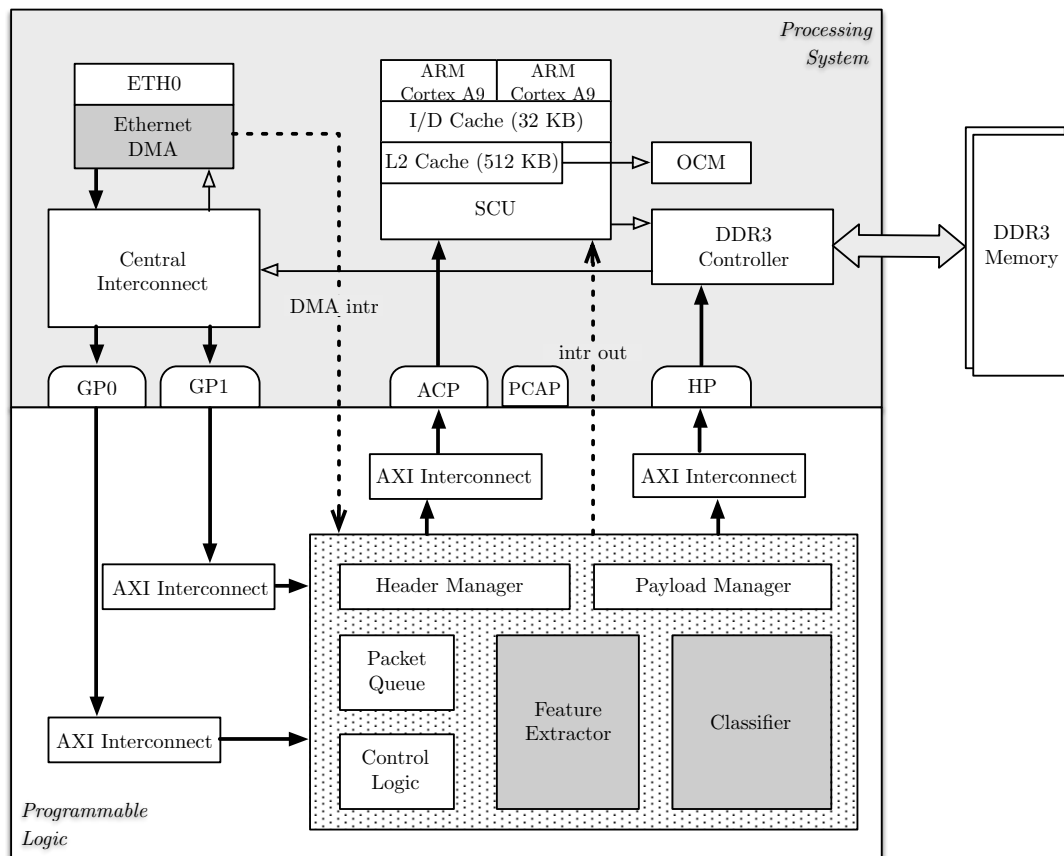 Processing
System
ETH0
Ethernet
DMA
ARM
Cortex A9
ARM
Cortex A9
I/D Cache (32 KB)
L2 Cache (512 KB)
SCU
OCM
DDR3
Controller
DDR3
Memory
Central
Interconnect
DMA intr
intr out
GP0
GP1
ACP
PCAP
HP
AXI Interconnect
AXI Interconnect
AXI Interconnect
Header Manager
Payload Manager
Packet
Queue
Feature
Extractor
Classifier
AXI Interconnect
Control
Logic
Programmable
Logic